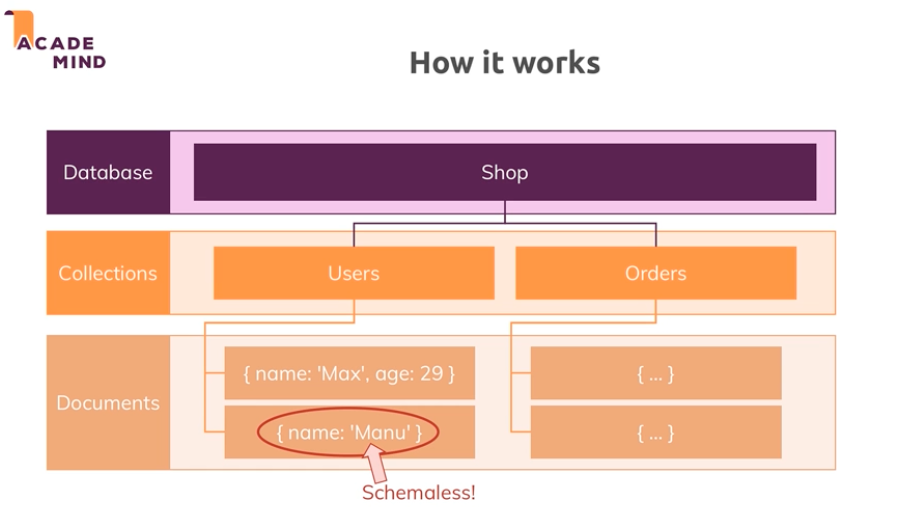 ACADE
MIND
How it works
Database
Shop
Collections
Users
Orders
Documents
{ name: 'Max', age: 29 }
{ ... }
{ name: 'Manu' }
{ ... }
Schemaless!